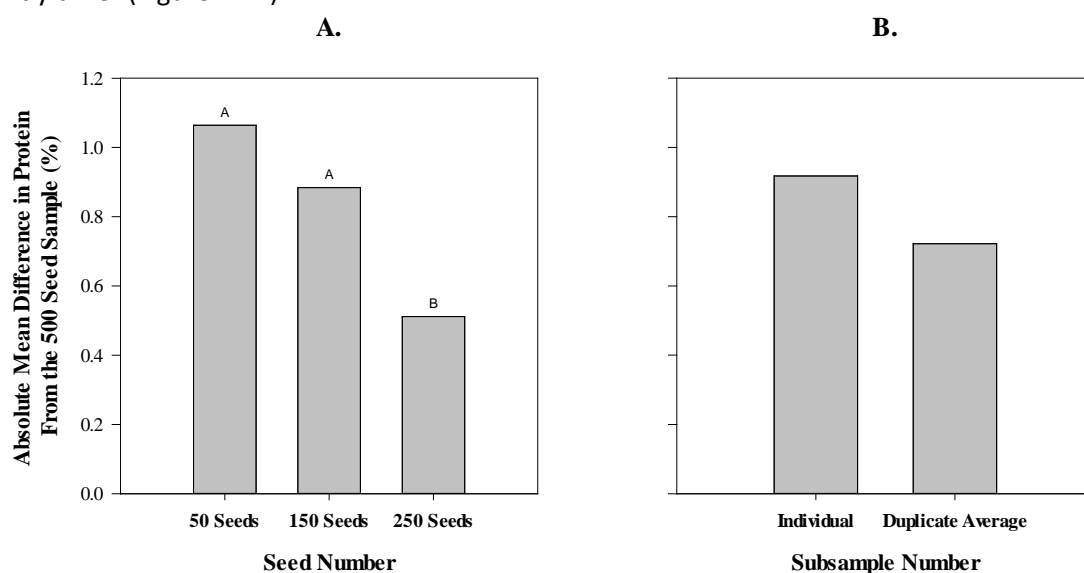 A.
B.
Absolute Mean Difference in Protein
From the 500 Seed Sample (%)
1.2
1.0
0.8
0.6
0.4
0.2
0.0
A
A
B
50 Seeds 150 Seeds 250 Seeds
Seed Number
Individual Duplicate Average
Subsample Number